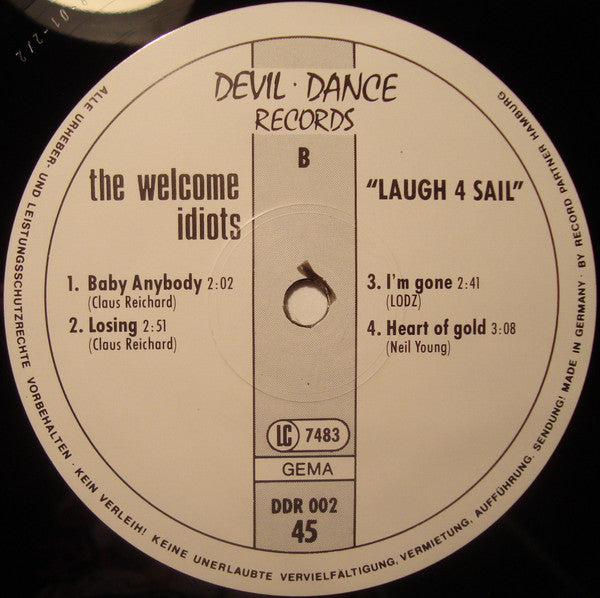 DEVIL · DANCE
RECORDS
B
the welcome
idiots
"LAUGH 4 SAIL"
1. Baby Anybody 2:02
(Claus Reichard)
2. Losing 2:51
(Claus Reichard)
3. I'm gone 2:41
(LODZ)
4. Heart of gold 3:08
(Neil Young)
LC 7483
GEMA
DDR 002
45
ALLE URHEBER- UND LEISTUNGSSCHUTZRECHTE VORBEHALTEN · KEIN VERLEIH! KEINE UNERLAUBTE VERVIELFÄLTIGUNG, VERMIETUNG, AUFFÜHRUNG, SENDUNG! MADE IN GERMANY · BY RECORD PARTNER HAMBURG